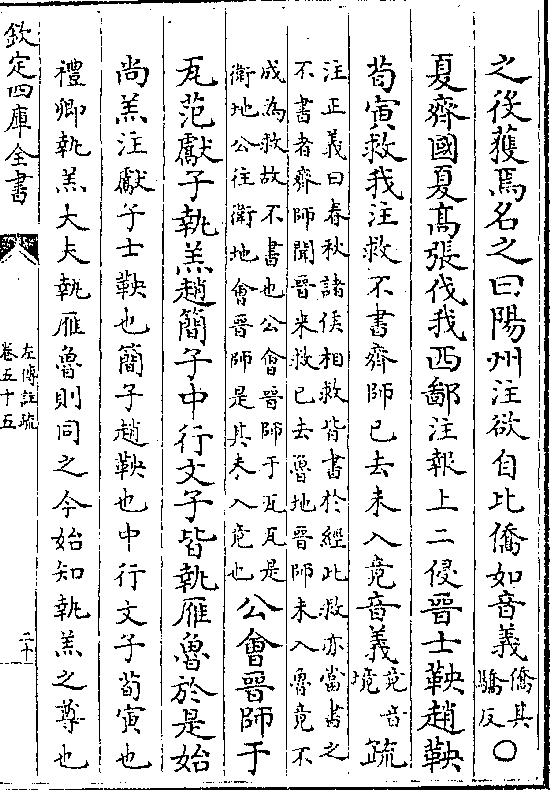 之後獲焉名之曰陽州注欲自比僑如音義僑其驕反〇
夏齊國夏髙張伐我西鄙注報上二侵晉士鞅趙鞅
荀寅救我注救不書齊師已去未入竟音義竟音境疏
注正義曰春秋諸侯相救皆書於經此救亦當書之
不書者齊師聞晉來救已去魯地晉師未入魯竟不
成為救故不書也公會晉師于瓦瓦是
衛地公往衛地會晉師是其未入竟也公會晉師于
瓦范獻子執羔趙簡子中行文子皆執雁魯於是始
尚羔注獻子士鞅也簡子趙鞅也中行文子荀寅也
禮卿執羔大夫執雁魯則同之今始知執羔之尊也
欽定四庫全書
左傳註疏
卷五十五
二十